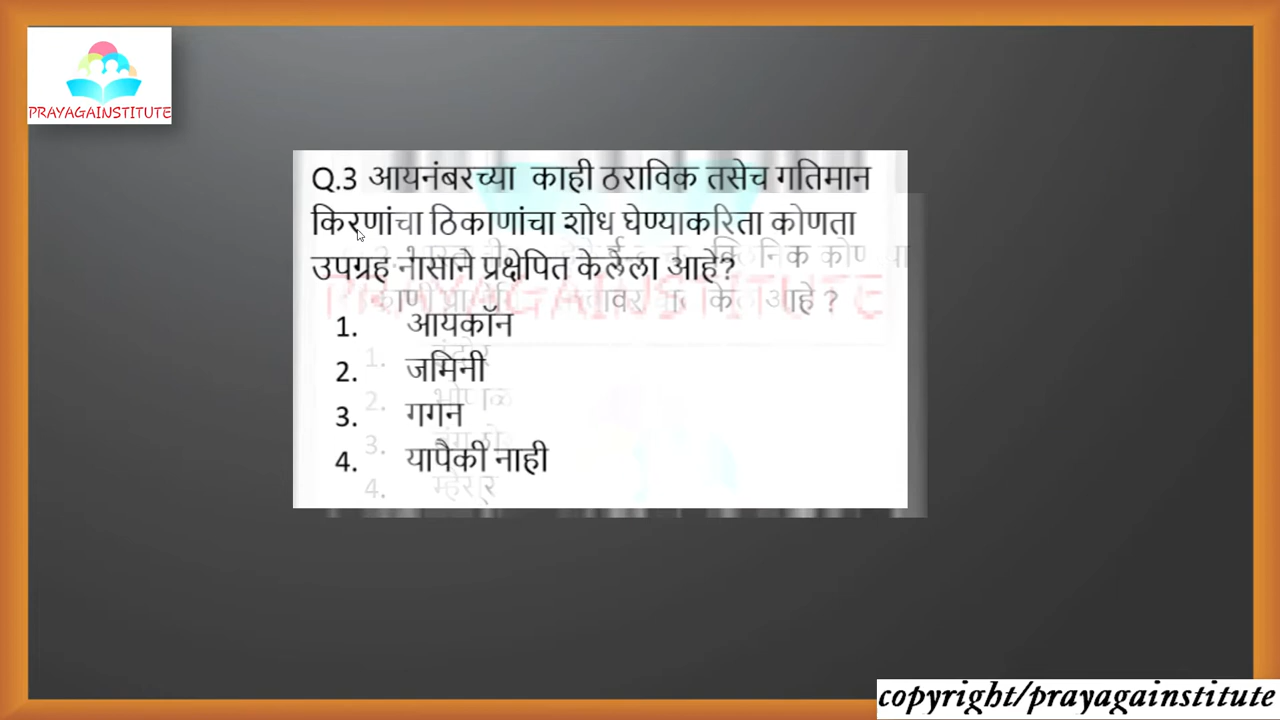 PRAYAGAINSTITUTE
Q.3 आयनंबरच्या काही ठराविक तसेच गतिमान
किरणांचा ठिकाणांचा शोध घेण्याकरिता कोणता
उपग्रह नासाने प्रक्षेपित केलेला आहे?
1. आयकॉन
2. जमिनी
3. गगन
4. यापैकी नाही
PRAYAGAINSTITUTE
copyright/prayagainstitute